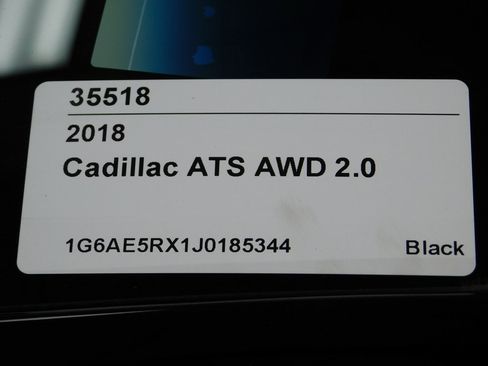 35518
2018
Cadillac ATS AWD 2.0
1G6AE5RX1J0185344 Black